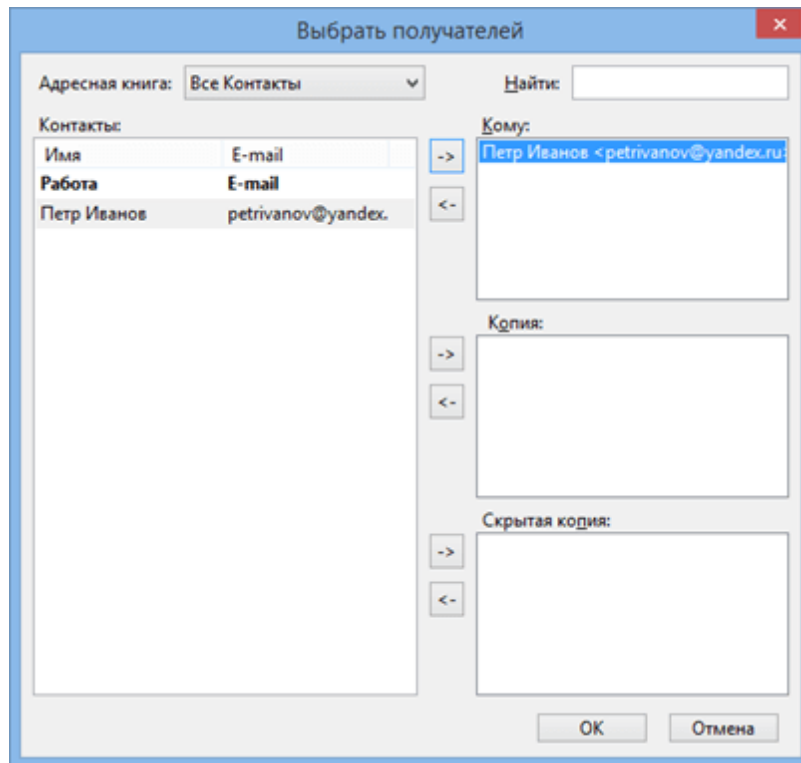 Выбрать получателей
Адресная книга: Все Контакты
Найти:
Контакты:
Кому:
Имя E-mail
Работа E-mail
Петр Иванов petrivanov@yandex.
->
<-
Петр Иванов <petrivanov@yandex.ru>
Копия:
->
<-
Скрытая копия:
->
<-
OK Отмена